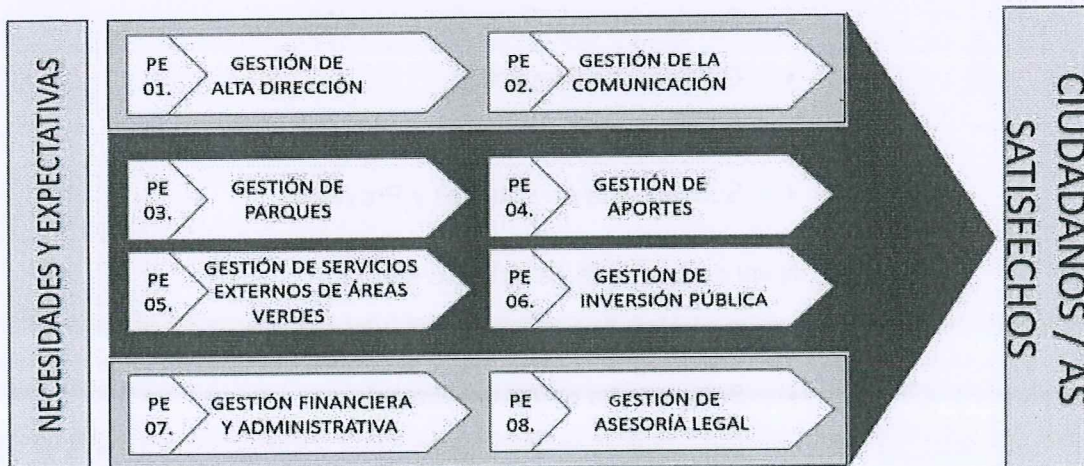 NECESIDADES Y EXPECTATIVAS
PE
01.
GESTIÓN DE
ALTA DIRECCIÓN
PE
02.
GESTIÓN DE LA
COMUNICACIÓN
PE
03.
GESTIÓN DE
PARQUES
PE
04.
GESTIÓN DE
APORTES
PE
05.
GESTIÓN DE SERVICIOS
EXTERNOS DE ÁREAS
VERDES
PE
06.
GESTIÓN DE
INVERSIÓN PÚBLICA
PE
07.
GESTIÓN FINANCIERA
Y ADMINISTRATIVA
PE
08.
GESTIÓN DE
ASESORÍA LEGAL
CIUDADANOS / AS
SATISFECHOS